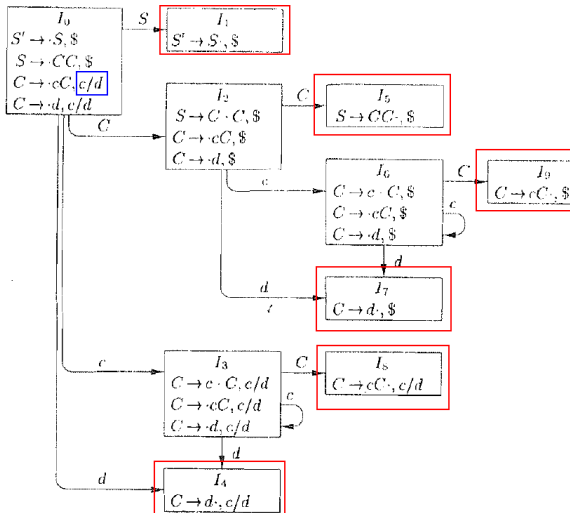 I₀
S' → ·S, $
S → ·CC, $
C → ·cC, c/d
C → ·d, c/d
S
I₁
S' → S·, $
C
I₂
S → C · C, $
C → ·cC, $
C → ·d, $
C
I₅
S → CC·, $
c
I₆
C → c · C, $
C → ·cC, $
C → ·d, $
C
I₉
C → cC·, $
c
d
d
I₇
C → d·, $
c
I₃
C → c · C, c/d
C → ·cC, c/d
C → ·d, c/d
C
I₈
C → cC·, c/d
c
d
d
I₄
C → d·, c/d